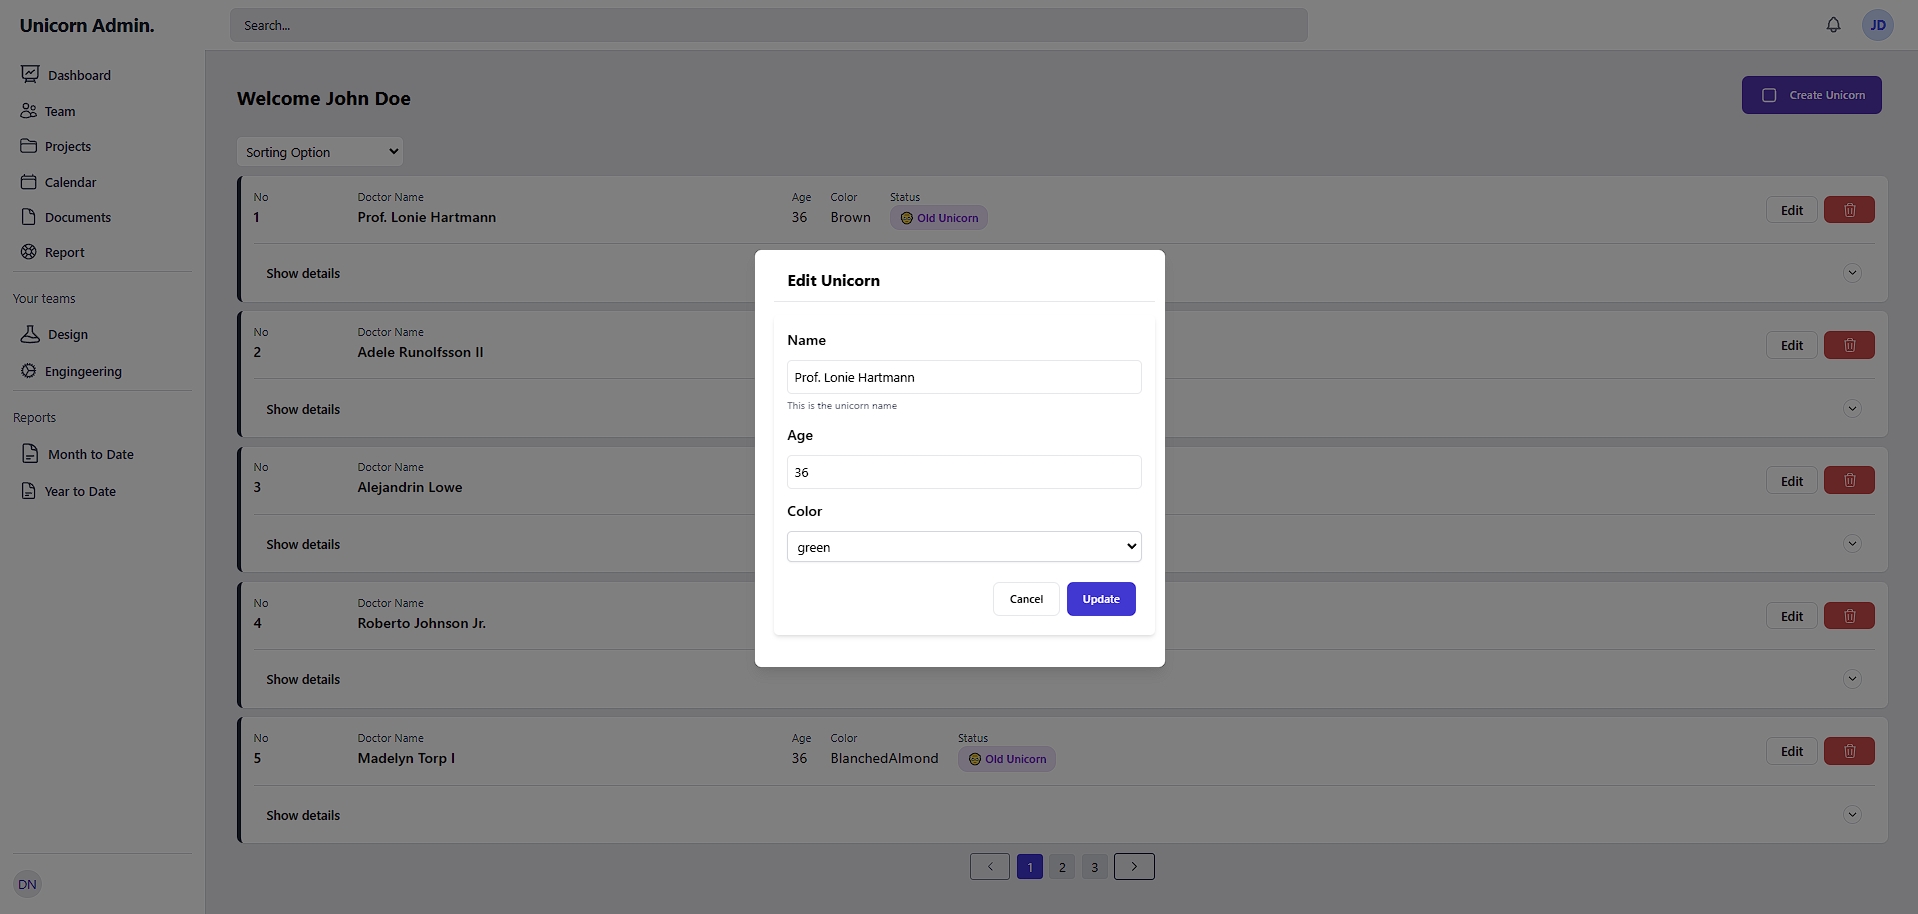 Unicorn Admin.
Search...
JD
Dashboard
Team
Projects
Calendar
Documents
Report
Your teams
Design
Engingeering
Reports
Month to Date
Year to Date
DN
Welcome John Doe
Create Unicorn
Sorting Option
No Doctor Name Age Color Status
1 Prof. Lonie Hartmann 36 Brown Old Unicorn Edit
Show details
No Doctor Name
2 Adele Runolfsson II Edit
Show details
No Doctor Name
3 Alejandrin Lowe Edit
Show details
No Doctor Name
4 Roberto Johnson Jr. Edit
Show details
No Doctor Name Age Color Status
5 Madelyn Torp I 36 BlanchedAlmond Old Unicorn Edit
Show details
1 2 3
Edit Unicorn
Name
Prof. Lonie Hartmann
This is the unicorn name
Age
36
Color
green
Cancel Update